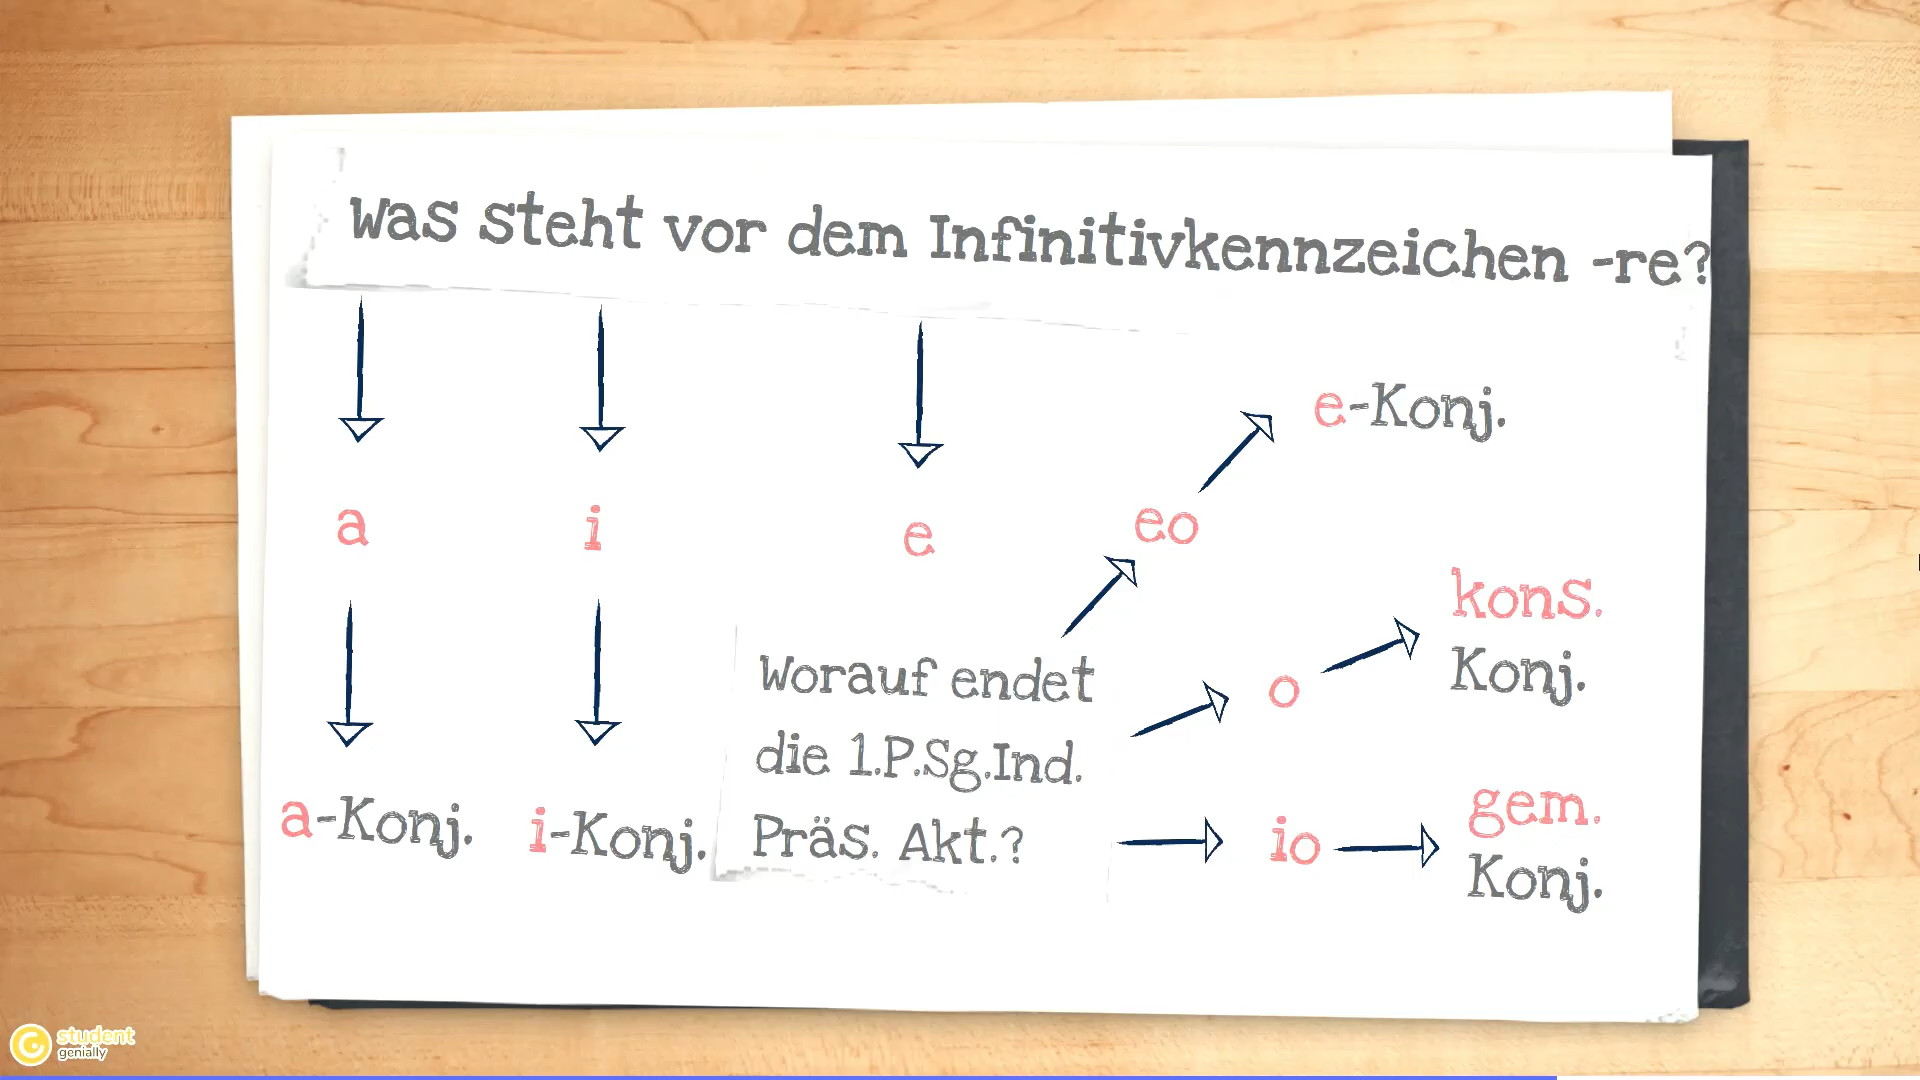 Was steht vor dem Infinitivkennzeichen -re?
a
i
e
eo
e-Konj.
Worauf endet
die 1.P.Sg.Ind.
Präs. Akt.?
o
kons.
Konj.
io
gem.
Konj.
a-Konj.
i-Konj.
student
genially